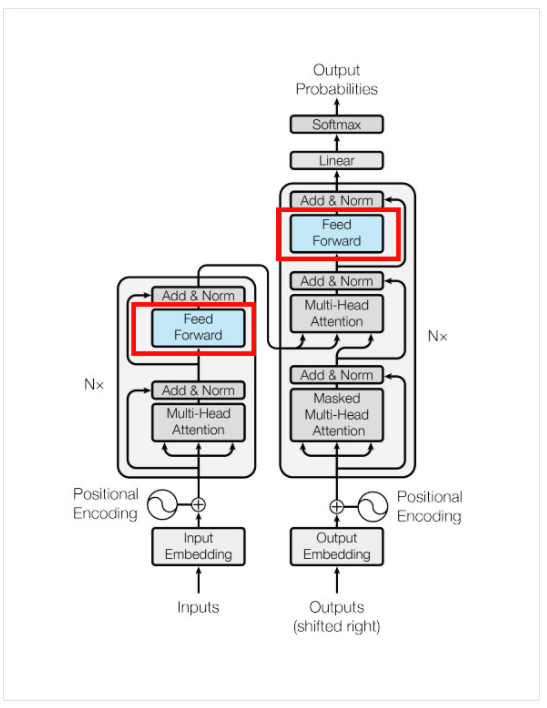 Output
Probabilities
Softmax
Linear
Add & Norm
Feed
Forward
Add & Norm
Multi-Head
Attention
N×
Add & Norm
Masked
Multi-Head
Attention
Add & Norm
Feed
Forward
N×
Add & Norm
Multi-Head
Attention
Positional
Encoding
Positional
Encoding
Input
Embedding
Output
Embedding
Inputs
Outputs
(shifted right)